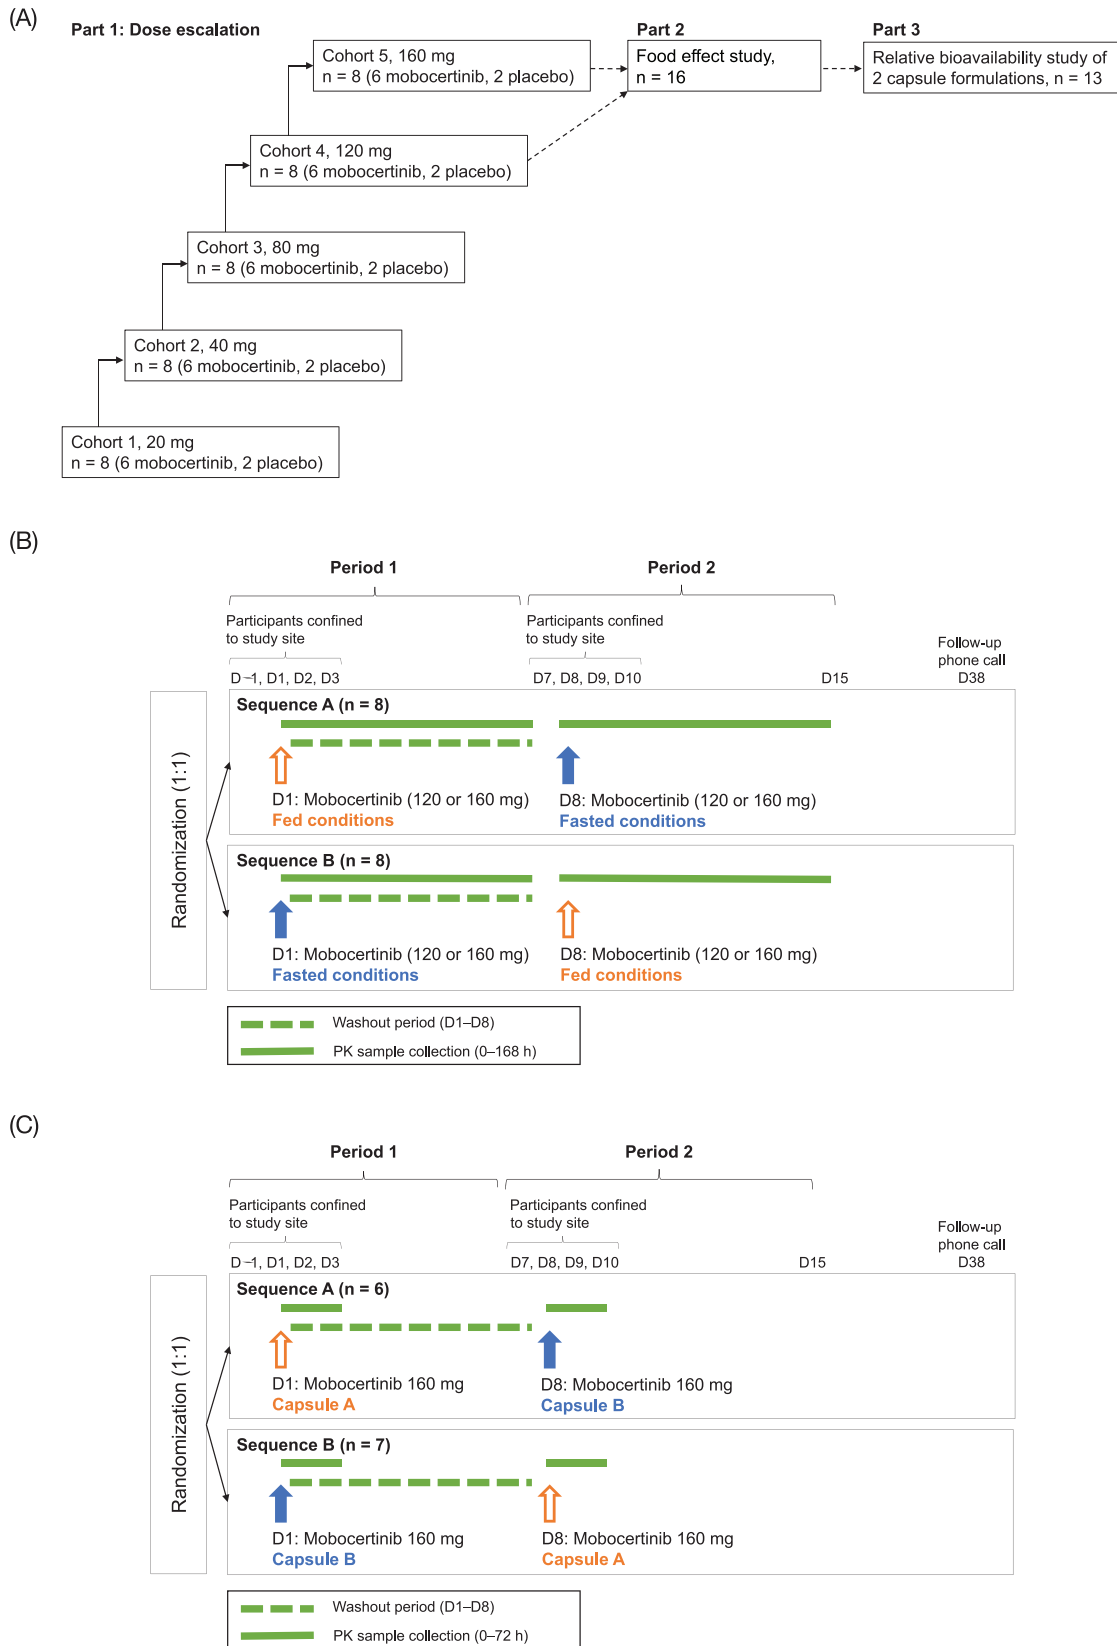 (A)
Part 1: Dose escalation
Part 2
Part 3
Cohort 5, 160 mg
n = 8 (6 mobocertinib, 2 placebo)
Food effect study,
n = 16
Relative bioavailability study of
2 capsule formulations, n = 13
Cohort 4, 120 mg
n = 8 (6 mobocertinib, 2 placebo)
Cohort 3, 80 mg
n = 8 (6 mobocertinib, 2 placebo)
Cohort 2, 40 mg
n = 8 (6 mobocertinib, 2 placebo)
Cohort 1, 20 mg
n = 8 (6 mobocertinib, 2 placebo)
(B)
Period 1
Period 2
Participants confined
to study site
Participants confined
to study site
Follow-up
phone call
D−1, D1, D2, D3
D7, D8, D9, D10
D15
D38
Randomization (1:1)
Sequence A (n = 8)
D1: Mobocertinib (120 or 160 mg)
Fed conditions
D8: Mobocertinib (120 or 160 mg)
Fasted conditions
Sequence B (n = 8)
D1: Mobocertinib (120 or 160 mg)
Fasted conditions
D8: Mobocertinib (120 or 160 mg)
Fed conditions
Washout period (D1–D8)
PK sample collection (0–168 h)
(C)
Period 1
Period 2
Participants confined
to study site
Participants confined
to study site
Follow-up
phone call
D−1, D1, D2, D3
D7, D8, D9, D10
D15
D38
Randomization (1:1)
Sequence A (n = 6)
D1: Mobocertinib 160 mg
Capsule A
D8: Mobocertinib 160 mg
Capsule B
Sequence B (n = 7)
D1: Mobocertinib 160 mg
Capsule B
D8: Mobocertinib 160 mg
Capsule A
Washout period (D1–D8)
PK sample collection (0–72 h)